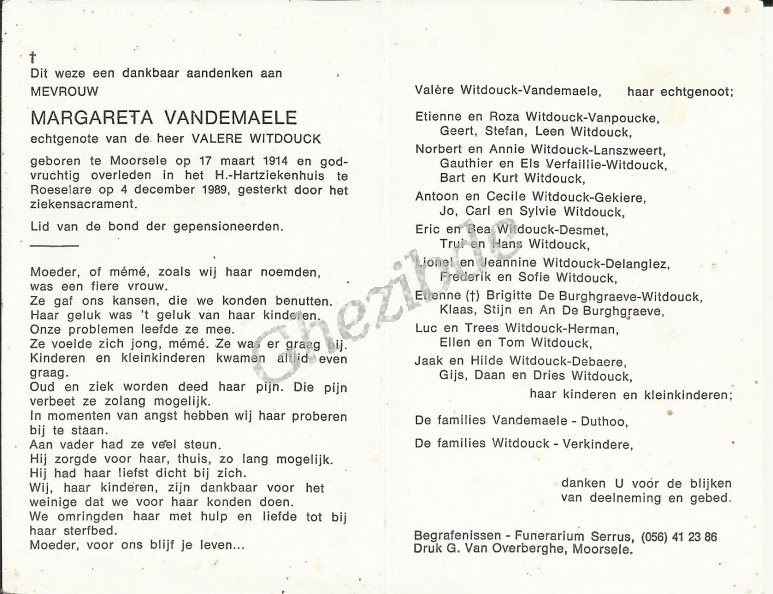 †
Dit weze een dankbaar aandenken aan
MEVROUW
MARGARETA VANDEMAELE
echtgenote van de heer VALERE WITDOUCK
geboren te Moorsele op 17 maart 1914 en god-
vruchtig overleden in het H.-Hartziekenhuis te
Roeselare op 4 december 1989, gesterkt door het
ziekensacrament.
Lid van de bond der gepensioneerden.
Moeder, of mémé, zoals wij haar noemden,
was een fiere vrouw.
Ze gaf ons kansen, die we konden benutten.
Haar geluk was 't geluk van haar kinderen.
Onze problemen leefde ze mee.
Ze voelde zich jong, mémé. Ze was er graag bij.
Kinderen en kleinkinderen kwamen altijd even
graag.
Oud en ziek worden deed haar pijn. Die pijn
verbeet ze zolang mogelijk.
In momenten van angst hebben wij haar proberen
bij te staan.
Aan vader had ze veel steun.
Hij zorgde voor haar, thuis, zo lang mogelijk.
Hij had haar liefst dicht bij zich.
Wij, haar kinderen, zijn dankbaar voor het
weinige dat we voor haar konden doen.
We omringden haar met hulp en liefde tot bij
haar sterfbed.
Moeder, voor ons blijf je leven...
Valère Witdouck-Vandemaele, haar echtgenoot;
Etienne en Roza Witdouck-Vanpoucke,
Geert, Stefan, Leen Witdouck,
Norbert en Annie Witdouck-Lanszweert,
Gauthier en Els Verfaillie-Witdouck,
Bart en Kurt Witdouck,
Antoon en Cecile Witdouck-Gekiere,
Jo, Carl en Sylvie Witdouck,
Eric en Bea Witdouck-Desmet,
Trui en Hans Witdouck,
Lionel en Jeannine Witdouck-Delanglez,
Frederik en Sofie Witdouck,
Etienne (†) Brigitte De Burghgraeve-Witdouck,
Klaas, Stijn en An De Burghgraeve,
Luc en Trees Witdouck-Herman,
Ellen en Tom Witdouck,
Jaak en Hilde Witdouck-Debaere,
Gijs, Daan en Dries Witdouck,
haar kinderen en kleinkinderen;
De families Vandemaele - Duthoo,
De families Witdouck - Verkindere,
danken U voor de blijken
van deelneming en gebed.
Begrafenissen - Funerarium Serrus, (056) 41 23 86
Druk G. Van Overberghe, Moorsele.
Ghezibde